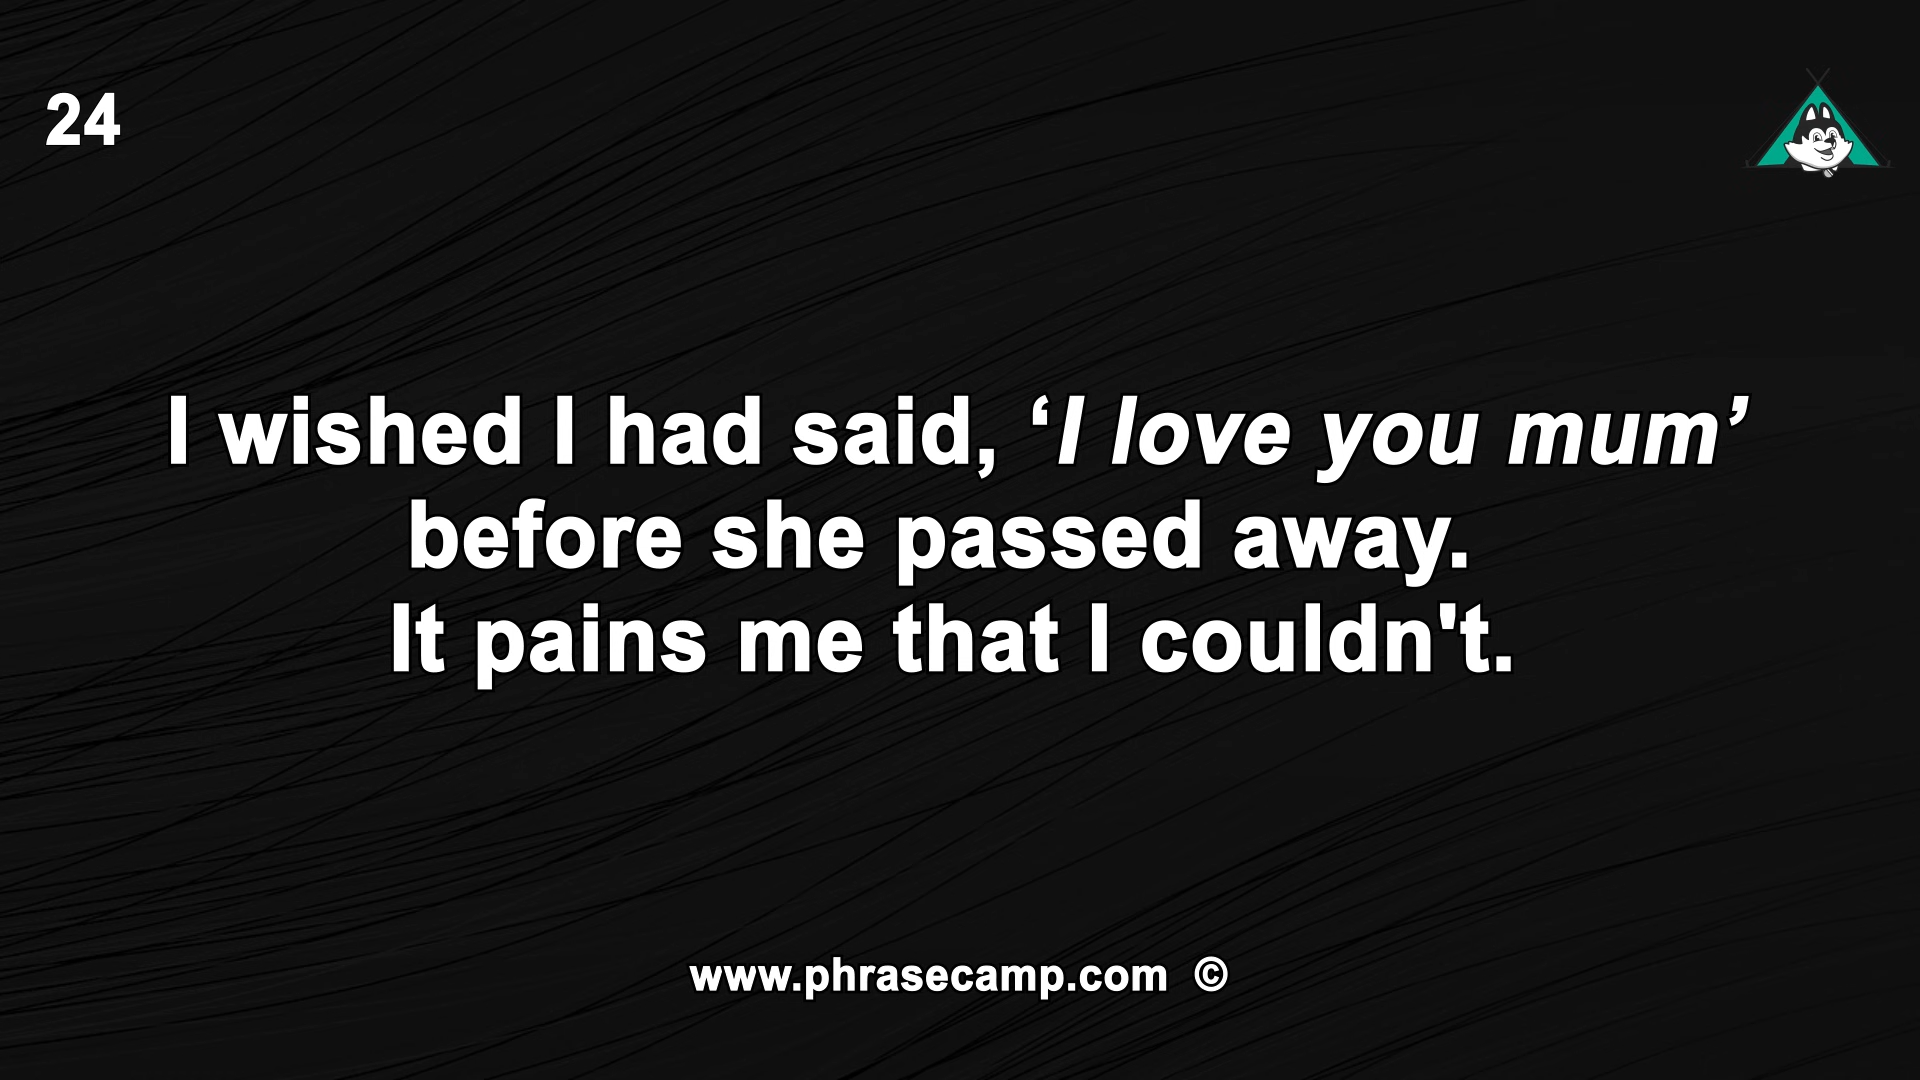 24
I wished I had said, ‘I love you mum’
before she passed away.
It pains me that I couldn't.
www.phrasecamp.com ©